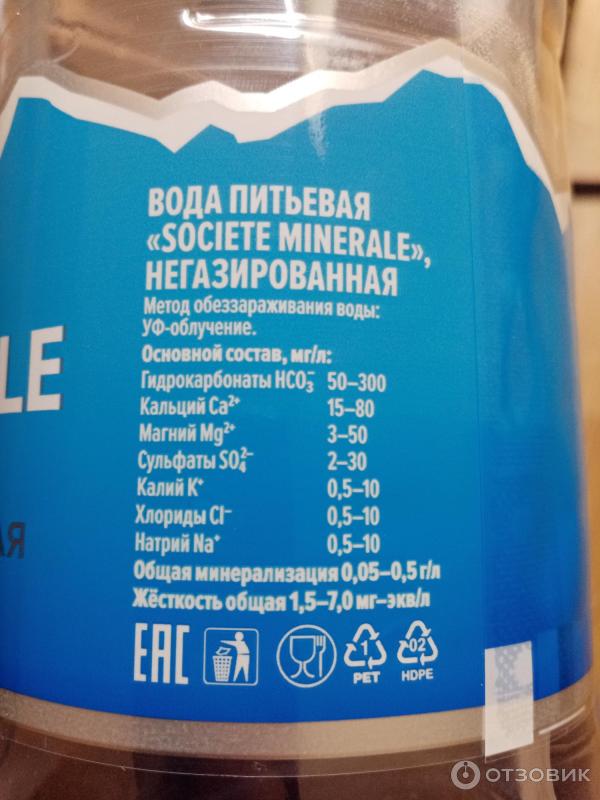 ВОДА ПИТЬЕВАЯ
«SOCIETE MINERALE»,
НЕГАЗИРОВАННАЯ
Метод обеззараживания воды:
УФ-облучение.
Основной состав, мг/л:
Гидрокарбонаты HCO₃⁻ 50–300
Кальций Ca²⁺ 15–80
Магний Mg²⁺ 3–50
Сульфаты SO₄²⁻ 2–30
Калий K⁺ 0,5–10
Хлориды Cl⁻ 0,5–10
Натрий Na⁺ 0,5–10
Общая минерализация 0,05–0,5 г/л
Жёсткость общая 1,5–7,0 мг-экв/л
LE
АЯ
EAC
1 02
PET HDPE
ОТЗОВИК